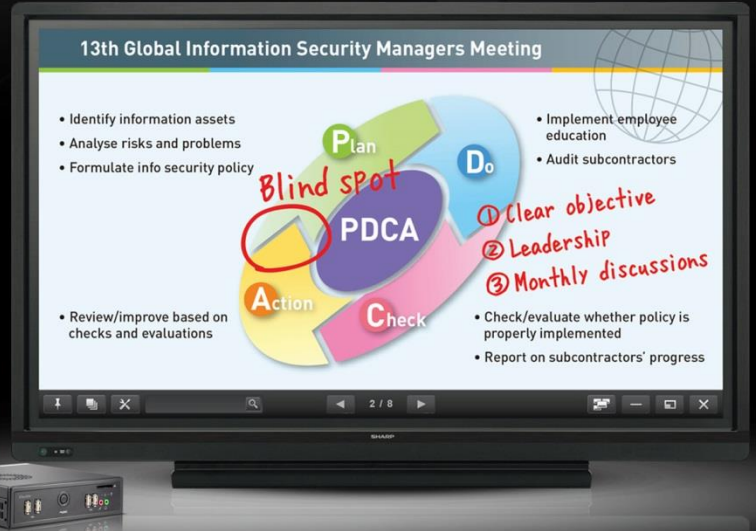 13th Global Information Security Managers Meeting
• Identify information assets
• Analyse risks and problems
• Formulate info security policy
Plan
Do
• Implement employee
education
• Audit subcontractors
Blind spot
PDCA
① Clear objective
② Leadership
③ Monthly discussions
Action
Check
• Review/improve based on
checks and evaluations
• Check/evaluate whether policy is
properly implemented
• Report on subcontractors' progress
2 / 8
SHARP